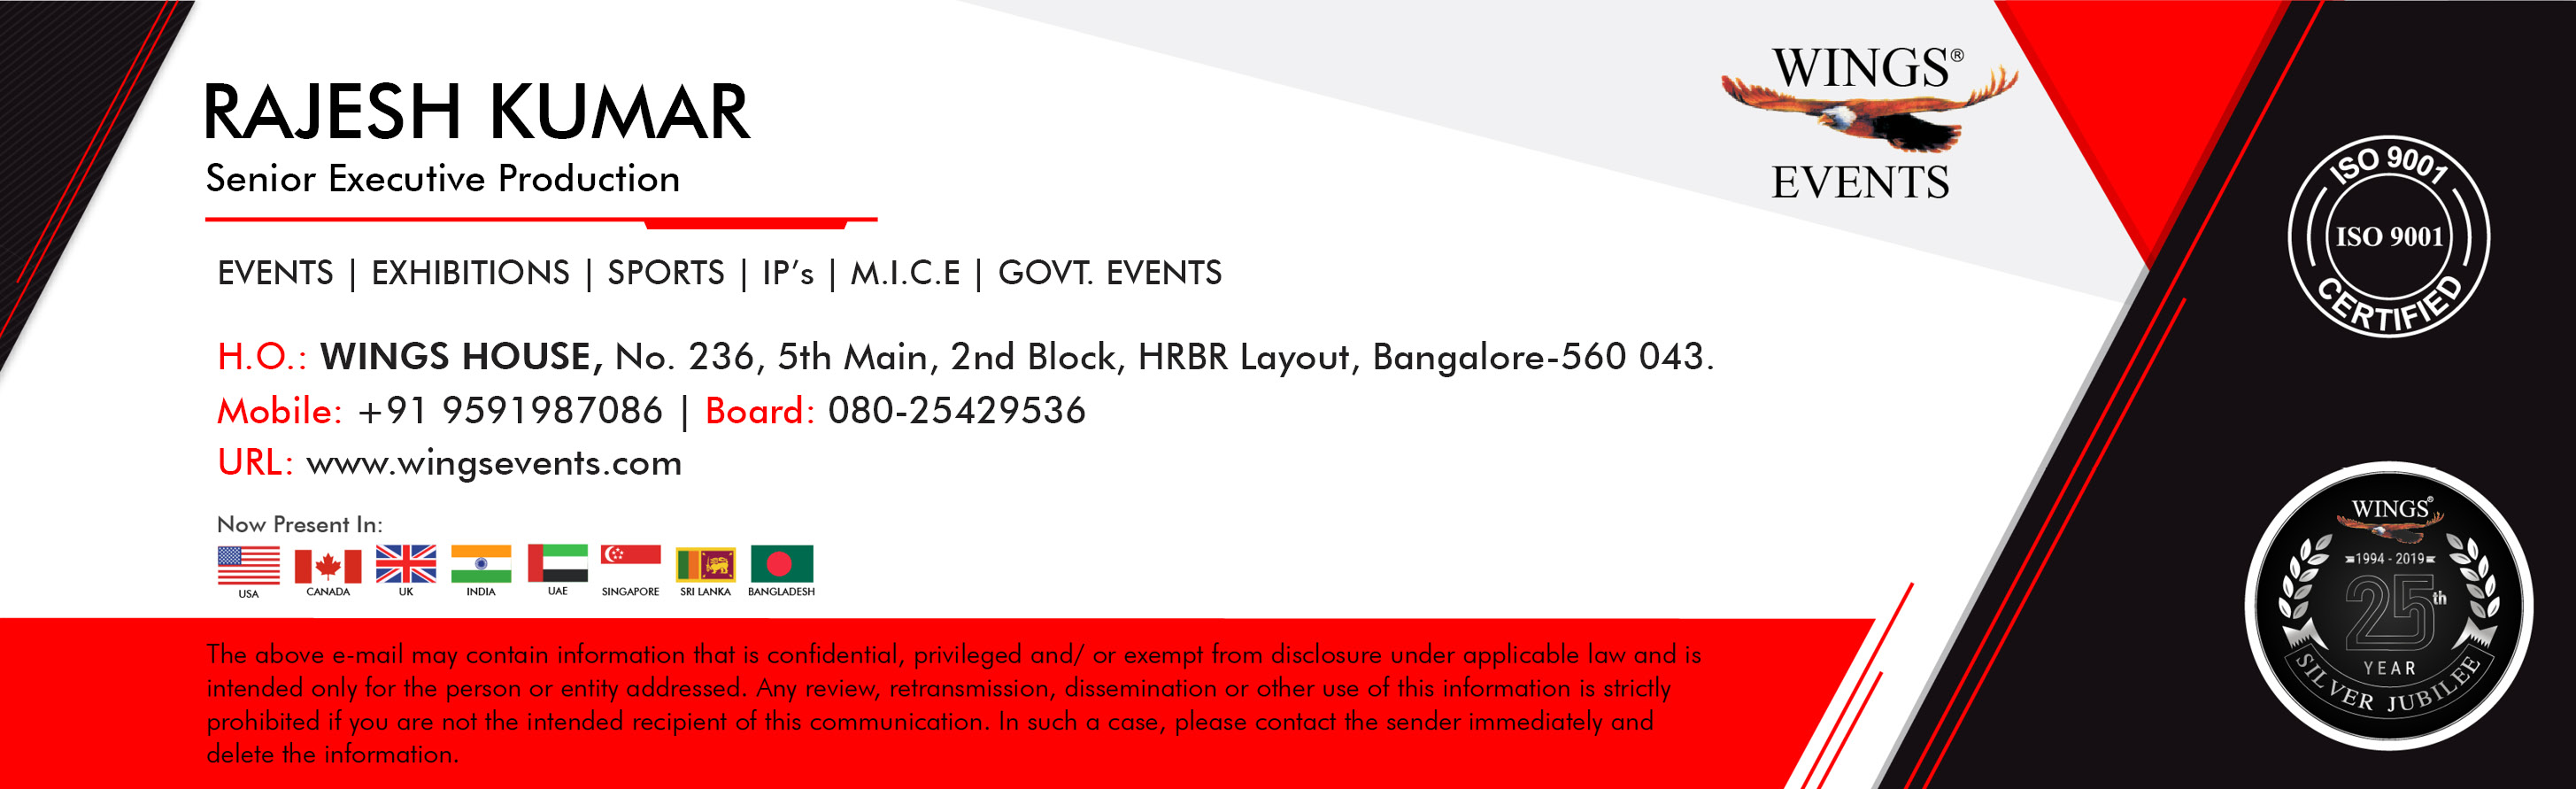 RAJESH KUMAR
Senior Executive Production
EVENTS | EXHIBITIONS | SPORTS | IP's | M.I.C.E | GOVT. EVENTS
H.O.: WINGS HOUSE, No. 236, 5th Main, 2nd Block, HRBR Layout, Bangalore-560 043.
Mobile: +91 9591987086 | Board: 080-25429536
URL: www.wingsevents.com
Now Present In:
USA CANADA UK INDIA UAE SINGAPORE SRI LANKA BANGLADESH
The above e-mail may contain information that is confidential, privileged and/ or exempt from disclosure under applicable law and is
intended only for the person or entity addressed. Any review, retransmission, dissemination or other use of this information is strictly
prohibited if you are not the intended recipient of this communication. In such a case, please contact the sender immediately and
delete the information.
WINGS®
EVENTS
ISO 9001
ISO 9001
CERTIFIED
WINGS®
1994 - 2019
25th
YEAR
SILVER JUBILEE